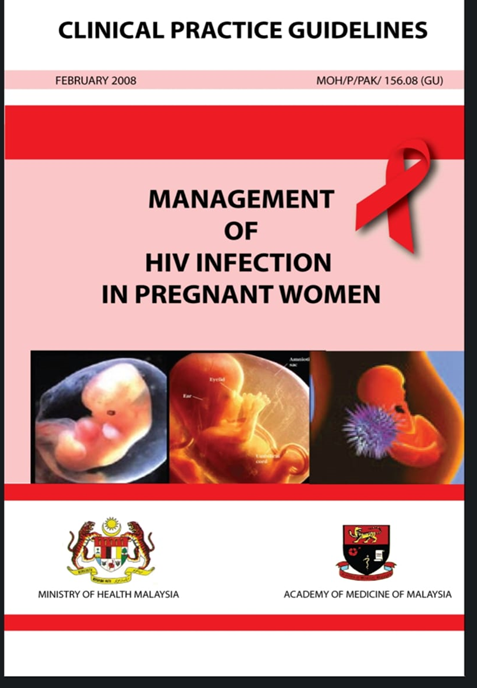 CLINICAL PRACTICE GUIDELINES
FEBRUARY 2008
MOH/P/PAK/ 156.08 (GU)
MANAGEMENT
OF
HIV INFECTION
IN PREGNANT WOMEN
Amniotic
sac
Eyelid
Ear
Umbilical
cord
MINISTRY OF HEALTH MALAYSIA
ACADEMY OF MEDICINE OF MALAYSIA